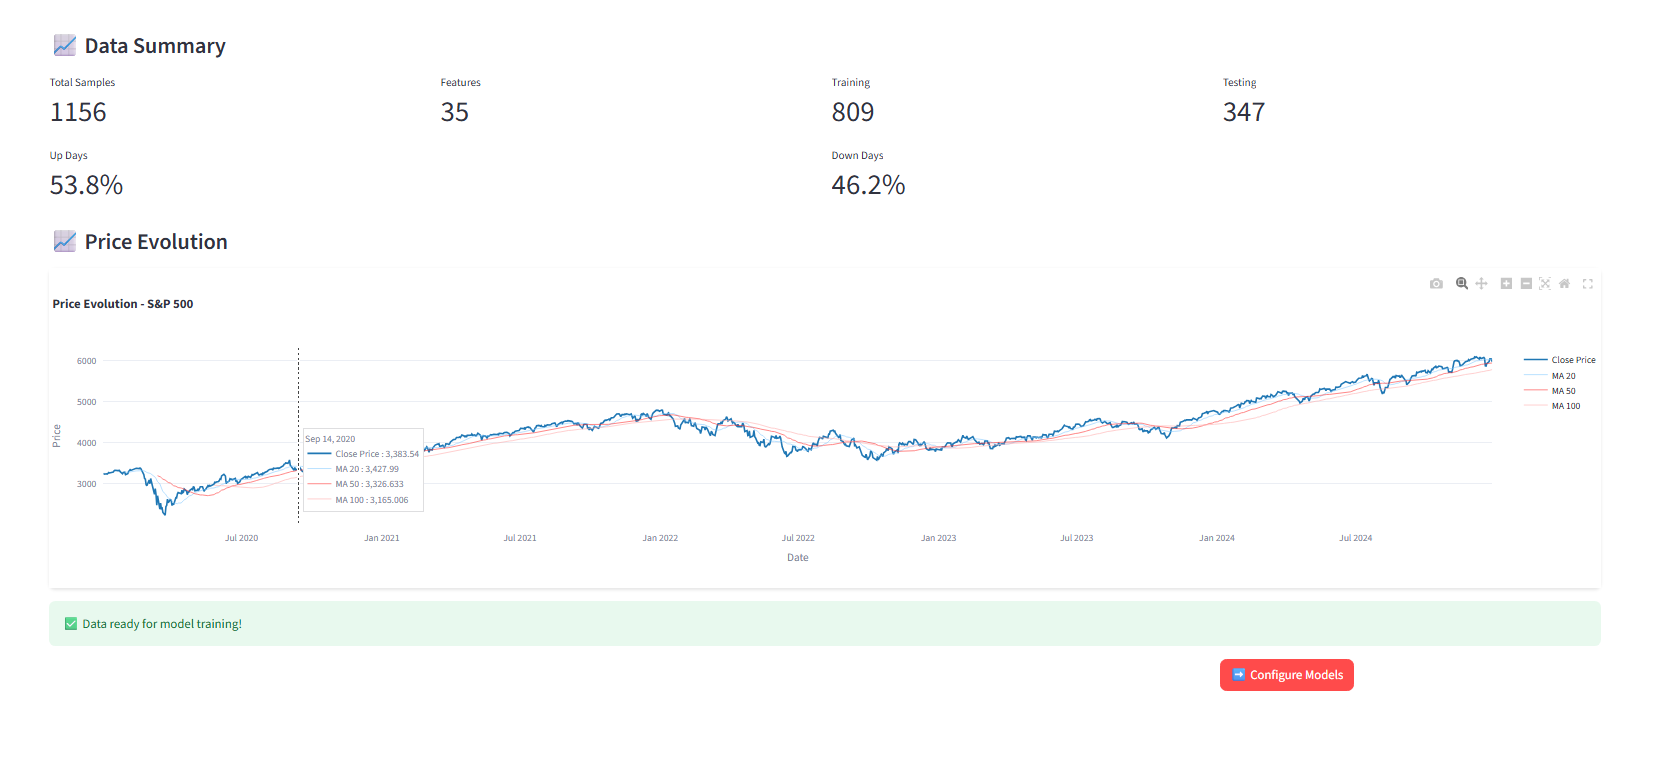 Data Summary
Total Samples
Features
Training
Testing
1156
35
809
347
Up Days
Down Days
53.8%
46.2%
Price Evolution
Price Evolution - S&P 500
6000
5000
4000
3000
Price
Close Price
MA 20
MA 50
MA 100
Sep 14, 2020
Close Price : 3,383.54
MA 20 : 3,427.99
MA 50 : 3,326.633
MA 100 : 3,165.006
Jul 2020
Jan 2021
Jul 2021
Jan 2022
Jul 2022
Jan 2023
Jul 2023
Jan 2024
Jul 2024
Date
Data ready for model training!
Configure Models